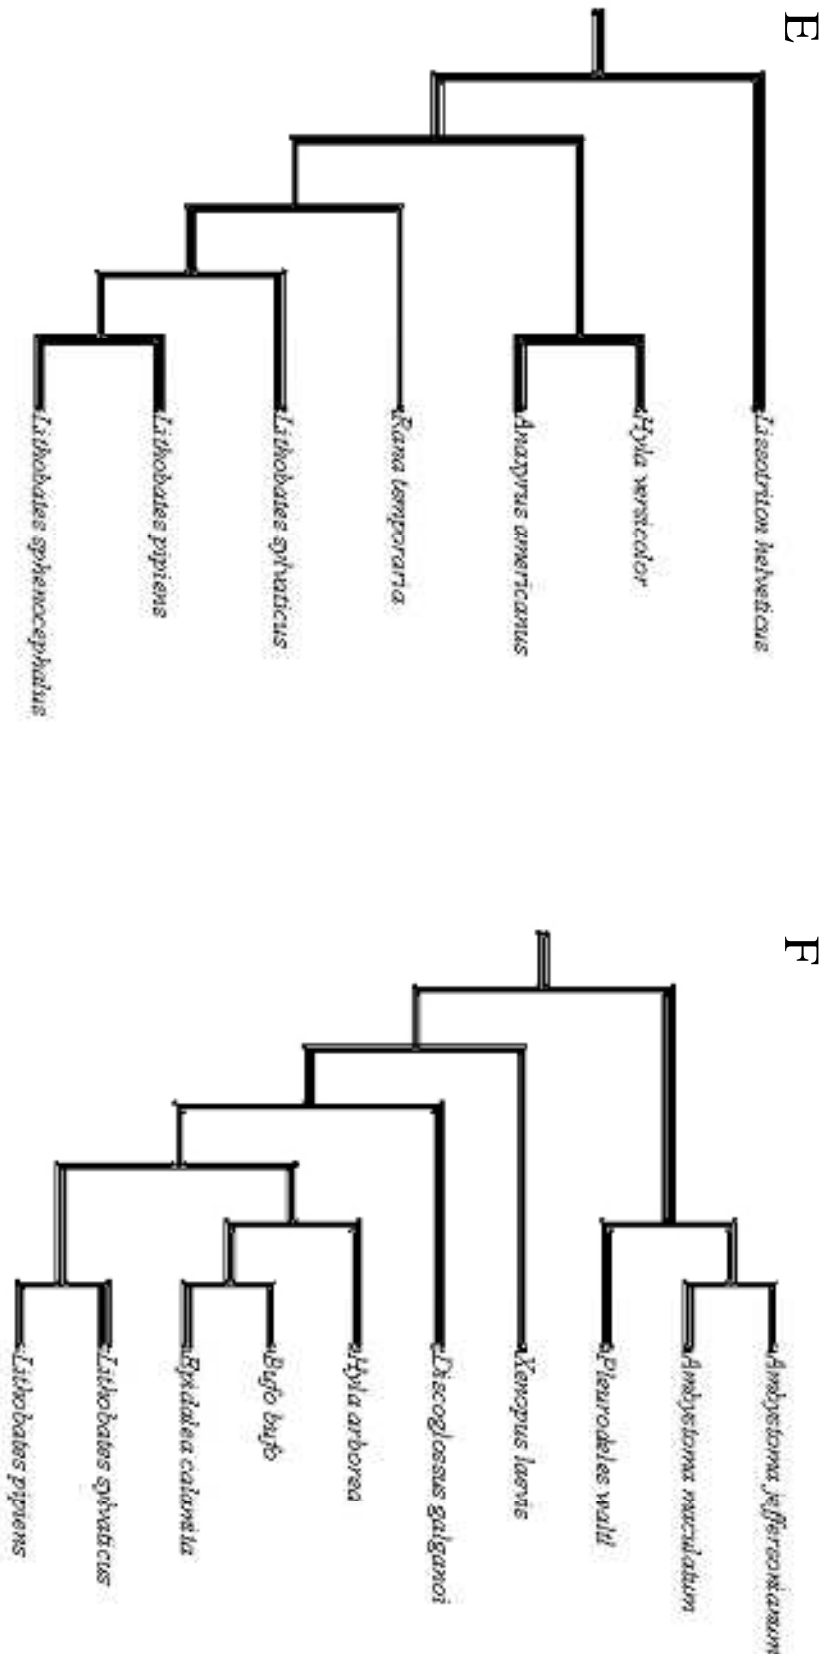 E
Lissotriton helveticus
Hyla versicolor
Anaxyrus americanus
Rana temporaria
Lithobates sylvaticus
Lithobates pipiens
Lithobates sphenocephalus
F
Ambystoma jeffersonianum
Ambystoma maculatum
Pleurodeles waltl
Xenopus laevis
Discoglossus galganoi
Hyla arborea
Bufo bufo
Epidalea calamita
Lithobates sylvaticus
Lithobates pipiens